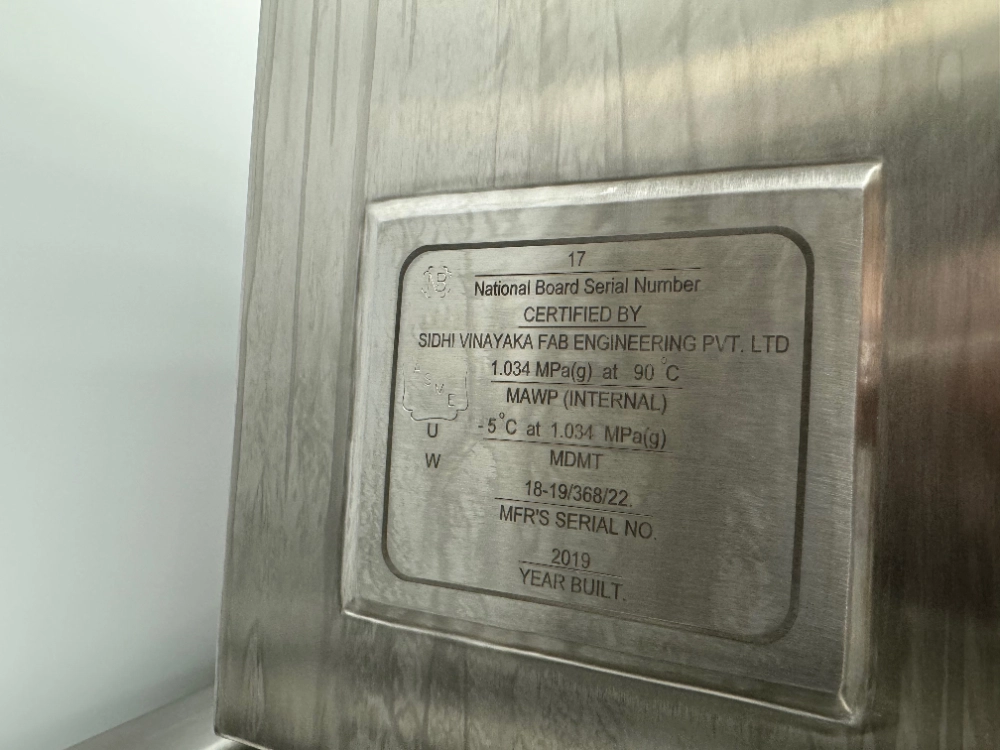 17
National Board Serial Number
CERTIFIED BY
SIDHI VINAYAKA FAB ENGINEERING PVT. LTD
1.034 MPa(g) at 90 °C
MAWP (INTERNAL)
-5°C at 1.034 MPa(g)
MDMT
18-19/368/22.
MFR'S SERIAL NO.
2019
YEAR BUILT.
B
ASME
U
W